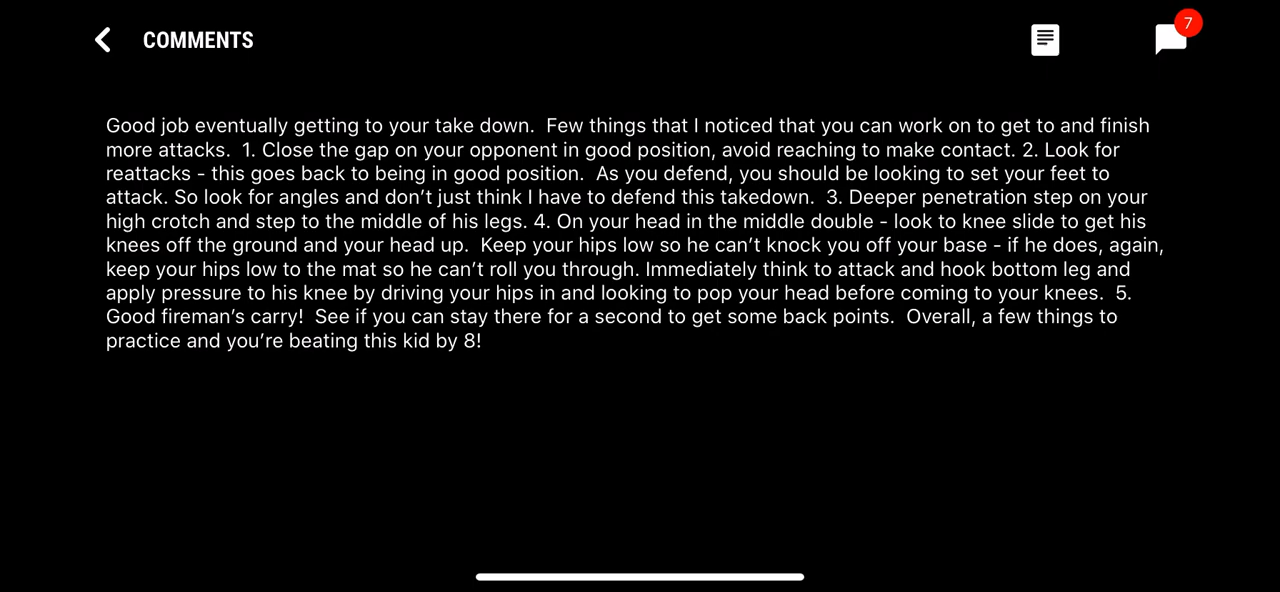 COMMENTS
7
Good job eventually getting to your take down.  Few things that I noticed that you can work on to get to and finish
more attacks.  1. Close the gap on your opponent in good position, avoid reaching to make contact. 2. Look for
reattacks - this goes back to being in good position.  As you defend, you should be looking to set your feet to
attack. So look for angles and don’t just think I have to defend this takedown.  3. Deeper penetration step on your
high crotch and step to the middle of his legs. 4. On your head in the middle double - look to knee slide to get his
knees off the ground and your head up.  Keep your hips low so he can’t knock you off your base - if he does, again,
keep your hips low to the mat so he can’t roll you through. Immediately think to attack and hook bottom leg and
apply pressure to his knee by driving your hips in and looking to pop your head before coming to your knees.  5.
Good fireman’s carry!  See if you can stay there for a second to get some back points.  Overall, a few things to
practice and you’re beating this kid by 8!